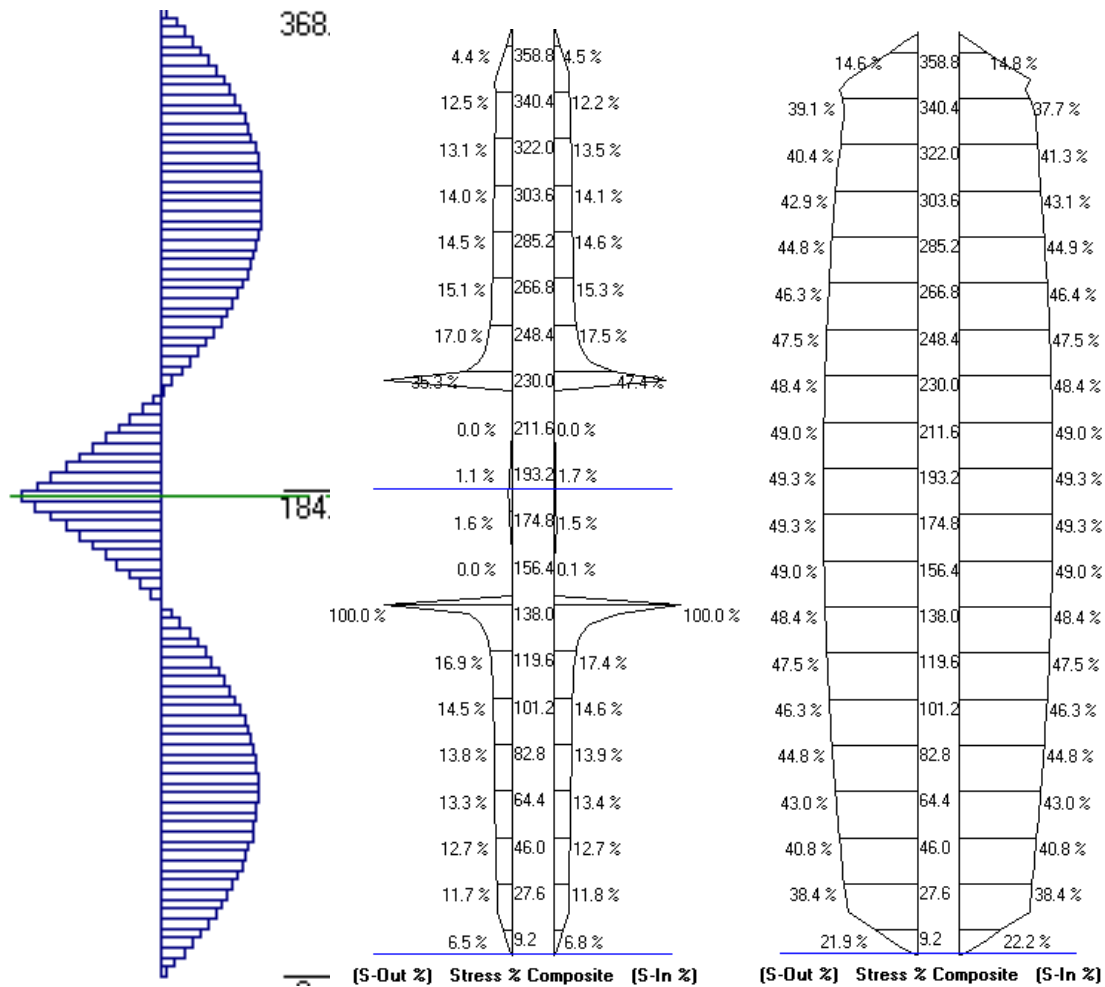 368.
184.
4.4 % 358.8 4.5%
12.5 % 340.4 12.2 %
13.1 % 322.0 13.5%
14.0 % 303.6 14.1 %
14.5 % 285.2 14.6 %
15.1 % 266.8 15.3 %
17.0 % 248.4 17.5 %
35.3 % 230.0 47.4 %
0.0 % 211.6 0.0 %
1.1 % 193.2 1.7 %
1.6 % 174.8 1.5 %
0.0 % 156.4 0.1 %
100.0 % 138.0 100.0 %
16.9 % 119.6 17.4 %
14.5 % 101.2 14.6 %
13.8 % 82.8 13.9 %
13.3 % 64.4 13.4 %
12.7 % 46.0 12.7 %
11.7 % 27.6 11.8 %
6.5 % 9.2 6.8 %
(S-Out %) Stress % Composite (S-In %)
14.6 % 358.8 14.8 %
39.1 % 340.4 37.7 %
40.4 % 322.0 41.3 %
42.9 % 303.6 43.1 %
44.8 % 285.2 44.9 %
46.3 % 266.8 46.4 %
47.5 % 248.4 47.5 %
48.4 % 230.0 48.4 %
49.0 % 211.6 49.0 %
49.3 % 193.2 49.3 %
49.3 % 174.8 49.3 %
49.0 % 156.4 49.0 %
48.4 % 138.0 48.4 %
47.5 % 119.6 47.5 %
46.3 % 101.2 46.3 %
44.8 % 82.8 44.8 %
43.0 % 64.4 43.0 %
40.8 % 46.0 40.8 %
38.4 % 27.6 38.4 %
21.9 % 9.2 22.2 %
(S-Out %) Stress % Composite (S-In %)